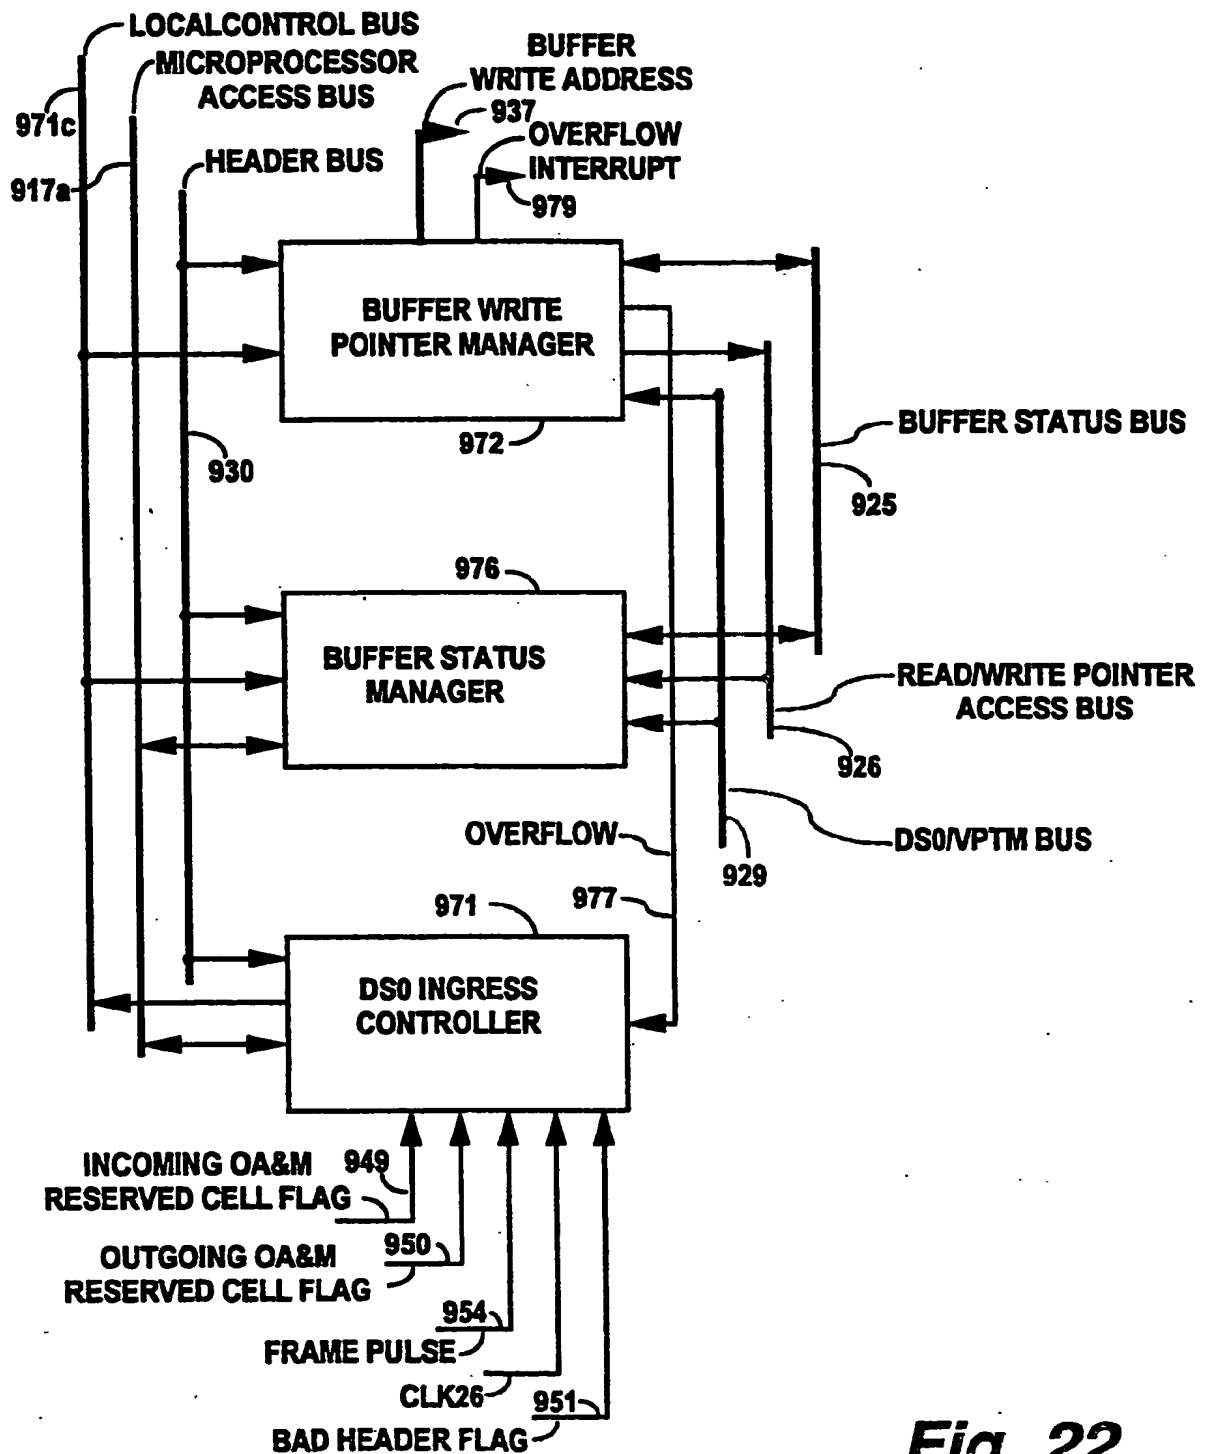 LOCALCONTROL BUS
MICROPROCESSOR
ACCESS BUS
971c
917a
HEADER BUS
BUFFER
WRITE ADDRESS
937
OVERFLOW
INTERRUPT
979
BUFFER WRITE
POINTER MANAGER
972
930
BUFFER STATUS BUS
925
976
BUFFER STATUS
MANAGER
READ/WRITE POINTER
ACCESS BUS
926
OVERFLOW
DS0/VPTM BUS
929
977
971
DS0 INGRESS
CONTROLLER
INCOMING OA&M
RESERVED CELL FLAG
949
OUTGOING OA&M
RESERVED CELL FLAG
950
954
FRAME PULSE
CLK26
951
BAD HEADER FLAG
Fig. 22